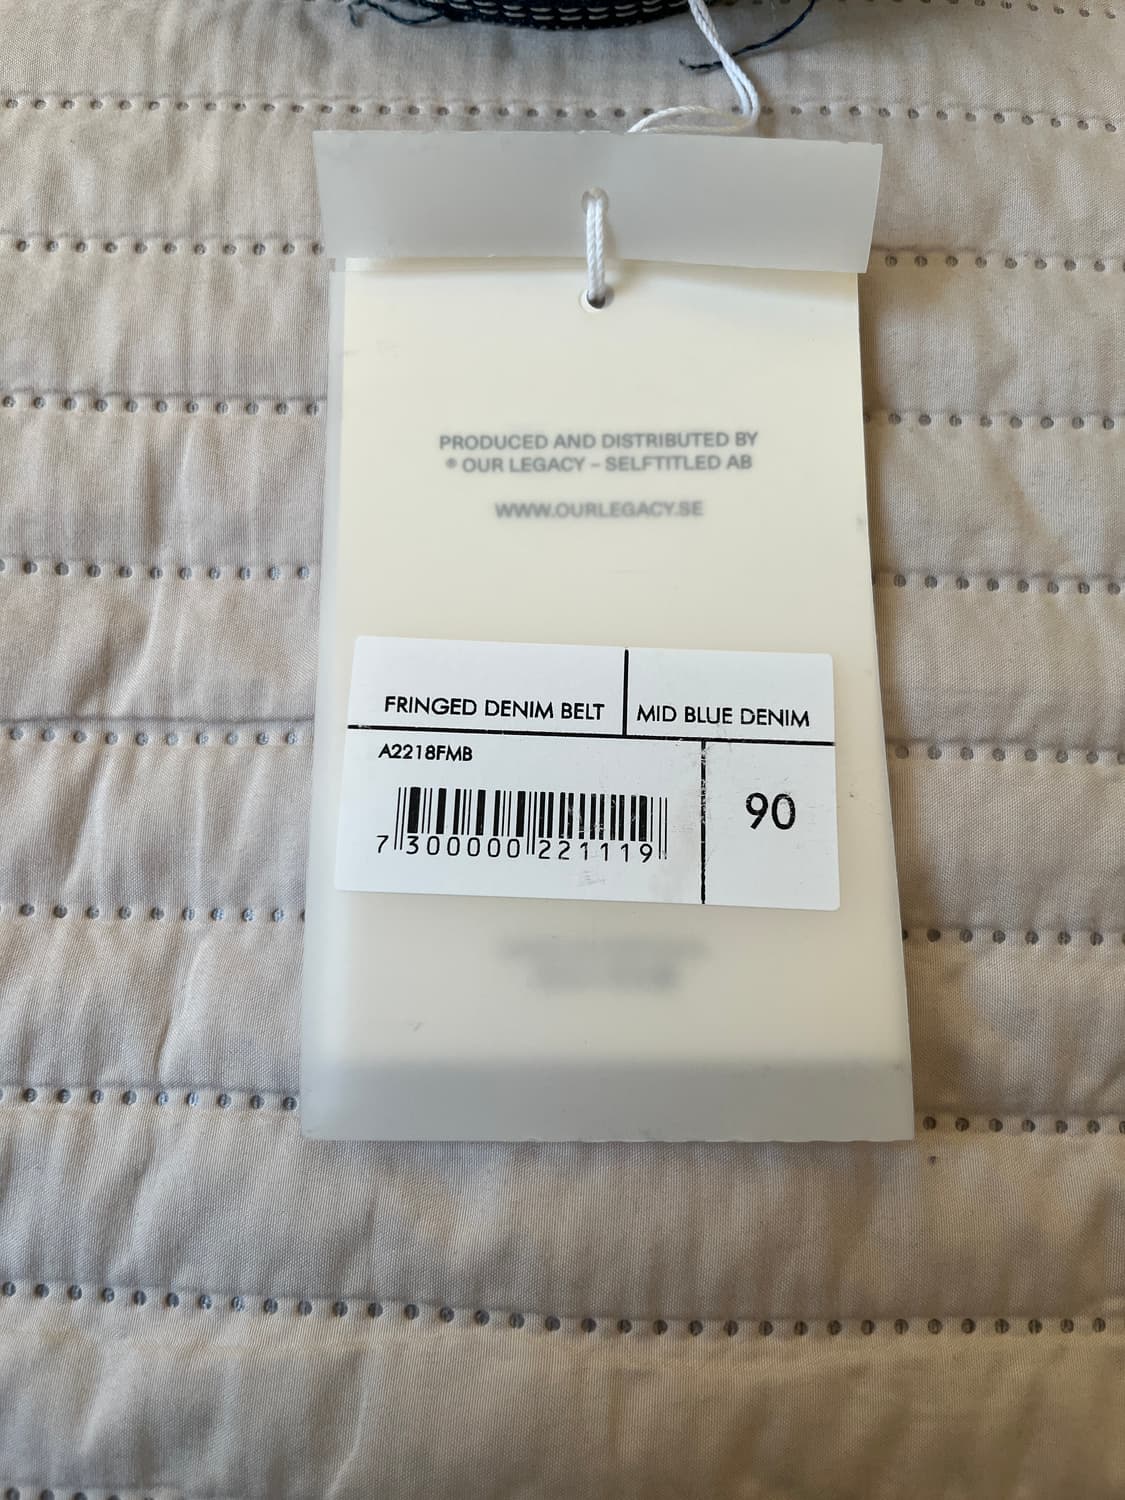 PRODUCED AND DISTRIBUTED BY
® OUR LEGACY – SELFTITLED AB
WWW.OURLEGACY.SE
FRINGED DENIM BELT
MID BLUE DENIM
A2218FMB
90
7 300000 221119